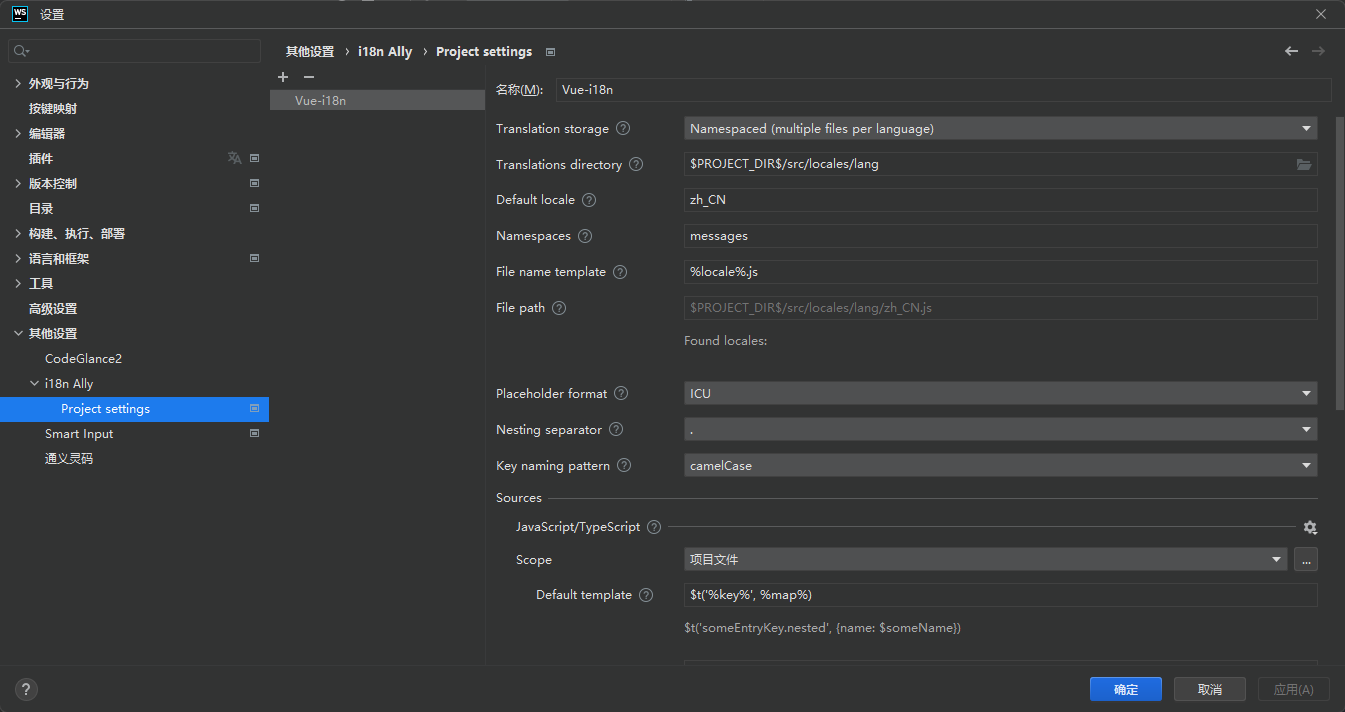 WS 设置
其他设置 › i18n Ally › Project settings
外观与行为
按键映射
编辑器
插件
版本控制
目录
构建、执行、部署
语言和框架
工具
高级设置
其他设置
CodeGlance2
i18n Ally
Project settings
Smart Input
通义灵码
Vue-i18n
名称(M): Vue-i18n
Translation storage ? Namespaced (multiple files per language)
Translations directory ? $PROJECT_DIR$/src/locales/lang
Default locale ? zh_CN
Namespaces ? messages
File name template ? %locale%.js
File path ? $PROJECT_DIR$/src/locales/lang/zh_CN.js
Found locales:
Placeholder format ? ICU
Nesting separator ? .
Key naming pattern ? camelCase
Sources
JavaScript/TypeScript ?
Scope 项目文件 ...
Default template ? $t('%key%', %map%)
$t('someEntryKey.nested', {name: $someName})
? 确定 取消 应用(A)